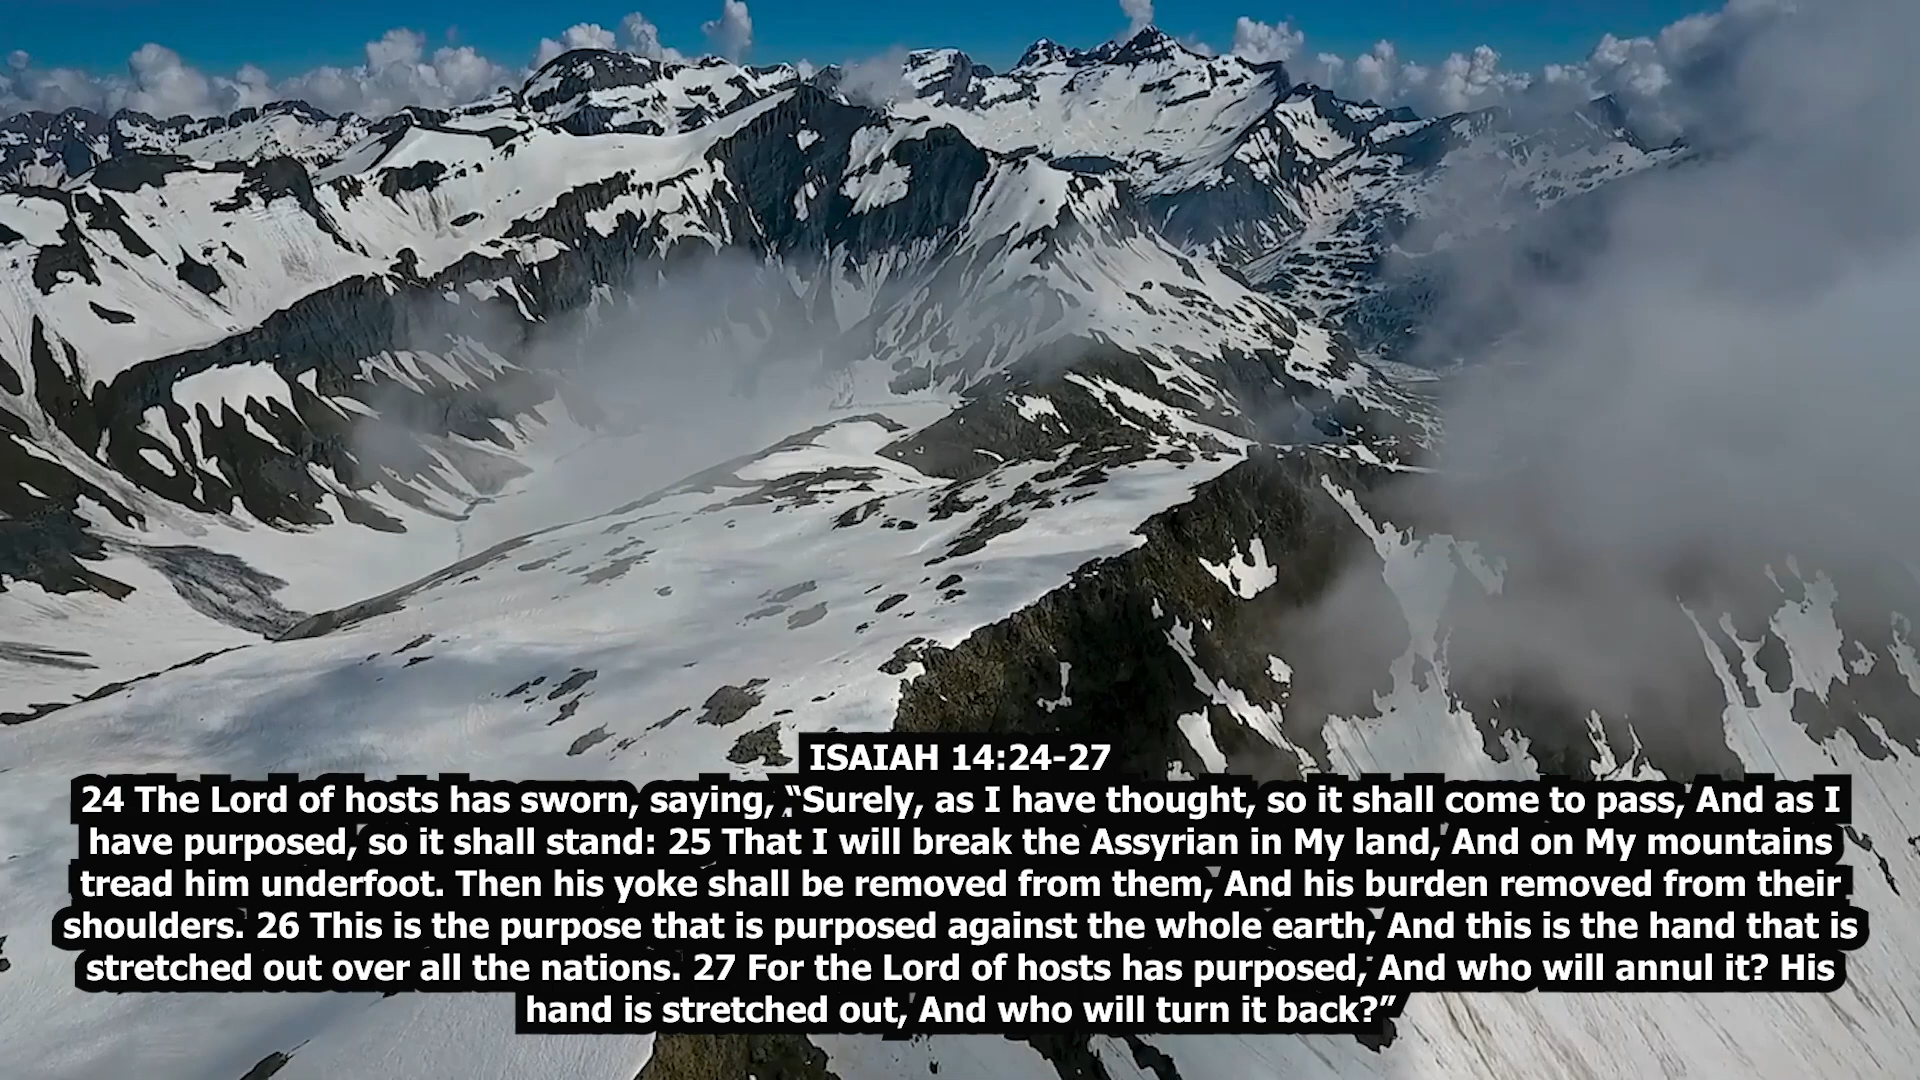 ISAIAH 14:24-27
24 The Lord of hosts has sworn, saying, “Surely, as I have thought, so it shall come to pass, And as I
have purposed, so it shall stand: 25 That I will break the Assyrian in My land, And on My mountains
tread him underfoot. Then his yoke shall be removed from them, And his burden removed from their
shoulders. 26 This is the purpose that is purposed against the whole earth, And this is the hand that is
stretched out over all the nations. 27 For the Lord of hosts has purposed, And who will annul it? His
hand is stretched out, And who will turn it back?”